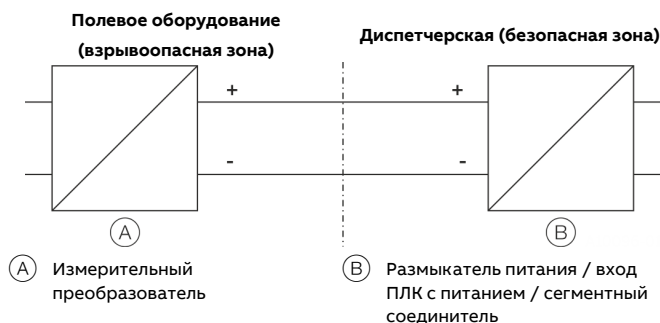 Полевое оборудование
(взрывоопасная зона)
Диспетчерская (безопасная зона)
+
+
-
-
A
B
A Измерительный
преобразователь
B Размыкатель питания / вход
ПЛК с питанием / сегментный
соединитель